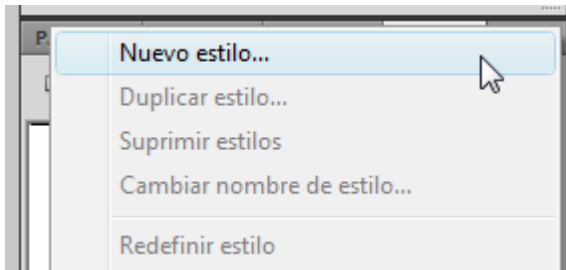 Nuevo estilo...
Duplicar estilo...
Suprimir estilos
Cambiar nombre de estilo...
Redefinir estilo